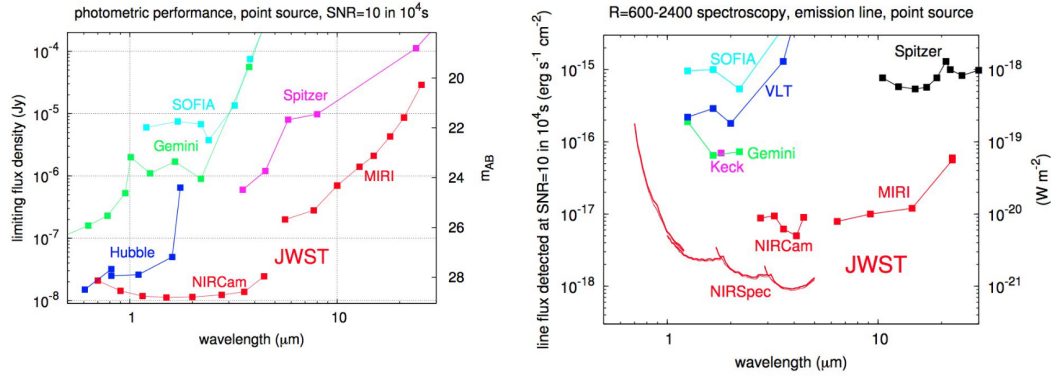 photometric performance, point source, SNR=10 in 10⁴s
limiting flux density (Jy)
10⁻⁴
10⁻⁵
10⁻⁶
10⁻⁷
10⁻⁸
20
22
24
26
28
mAB
SOFIA
Spitzer
Gemini
MIRI
Hubble
JWST
NIRCam
1
10
wavelength (μm)
R=600-2400 spectroscopy, emission line, point source
line flux detected at SNR=10 in 10⁴s (erg s⁻¹ cm⁻²)
10⁻¹⁵
10⁻¹⁶
10⁻¹⁷
10⁻¹⁸
10⁻¹⁸
10⁻¹⁹
10⁻²⁰
10⁻²¹
(W m⁻²)
Spitzer
SOFIA
VLT
Gemini
Keck
MIRI
NIRCam
JWST
NIRSpec
1
10
wavelength (μm)